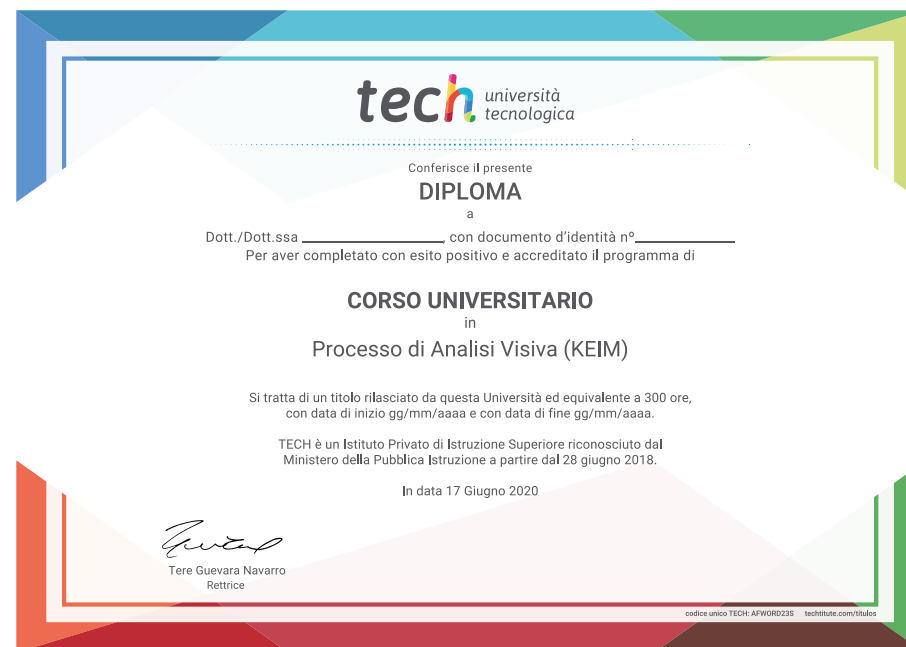 tech università
tecnologica
Conferisce il presente
DIPLOMA
a
Dott./Dott.ssa ____________________, con documento d'identità nº______________
Per aver completato con esito positivo e accreditato il programma di
CORSO UNIVERSITARIO
in
Processo di Analisi Visiva (KEIM)
Si tratta di un titolo rilasciato da questa Università ed equivalente a 300 ore,
con data di inizio gg/mm/aaaa e con data di fine gg/mm/aaaa.
TECH è un Istituto Privato di Istruzione Superiore riconosciuto dal
Ministero della Pubblica Istruzione a partire dal 28 giugno 2018.
In data 17 Giugno 2020
Tere Guevara Navarro
Rettrice
codice unico TECH: AFWORD23S techtitute.com/titulos